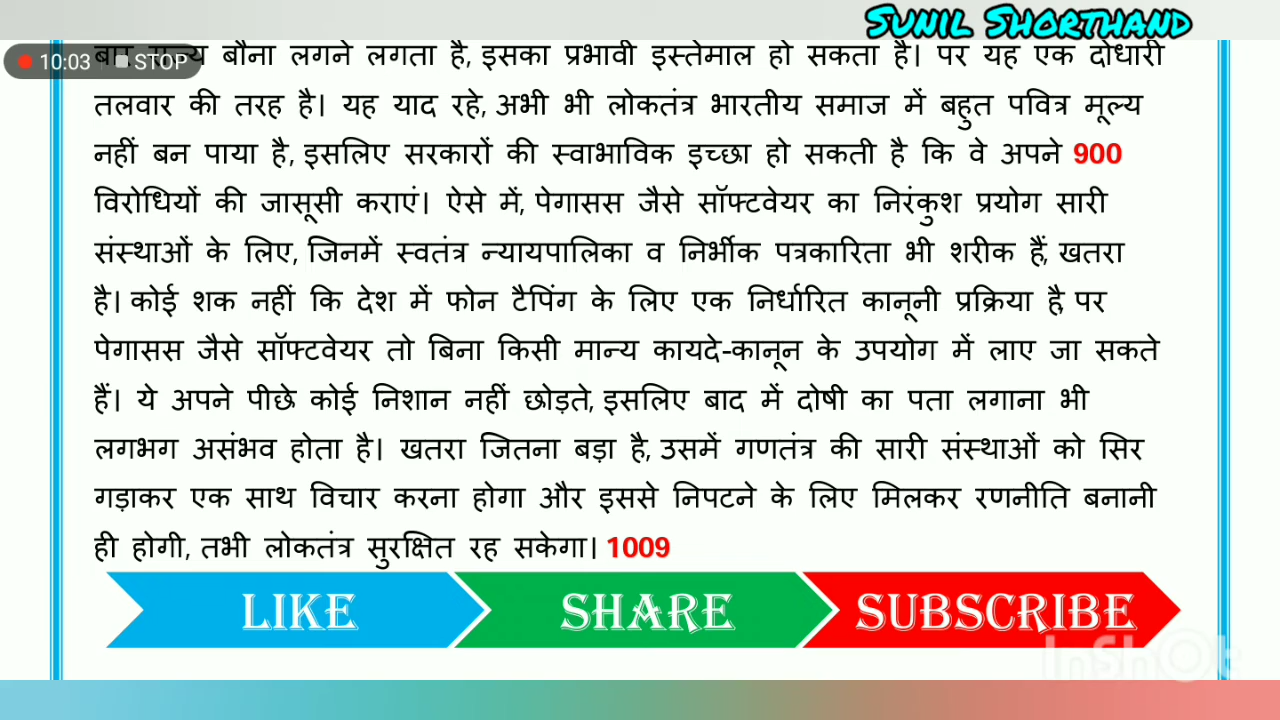 Sunil Shorthand
10:03 STOP
बौना लगने लगता है, इसका प्रभावी इस्तेमाल हो सकता है। पर यह एक दोधारी
तलवार की तरह है। यह याद रहे, अभी भी लोकतंत्र भारतीय समाज में बहुत पवित्र मूल्य
नहीं बन पाया है, इसलिए सरकारों की स्वाभाविक इच्छा हो सकती है कि वे अपने 900
विरोधियों की जासूसी कराएं। ऐसे में, पेगासस जैसे सॉफ्टवेयर का निरंकुश प्रयोग सारी
संस्थाओं के लिए, जिनमें स्वतंत्र न्यायपालिका व निर्भीक पत्रकारिता भी शरीक हैं, खतरा
है। कोई शक नहीं कि देश में फोन टैपिंग के लिए एक निर्धारित कानूनी प्रक्रिया है, पर
पेगासस जैसे सॉफ्टवेयर तो बिना किसी मान्य कायदे-कानून के उपयोग में लाए जा सकते
हैं। ये अपने पीछे कोई निशान नहीं छोड़ते, इसलिए बाद में दोषी का पता लगाना भी
लगभग असंभव होता है। खतरा जितना बड़ा है, उसमें गणतंत्र की सारी संस्थाओं को सिर
गड़ाकर एक साथ विचार करना होगा और इससे निपटने के लिए मिलकर रणनीति बनानी
ही होगी, तभी लोकतंत्र सुरक्षित रह सकेगा। 1009
LIKE SHARE SUBSCRIBE
InShOt